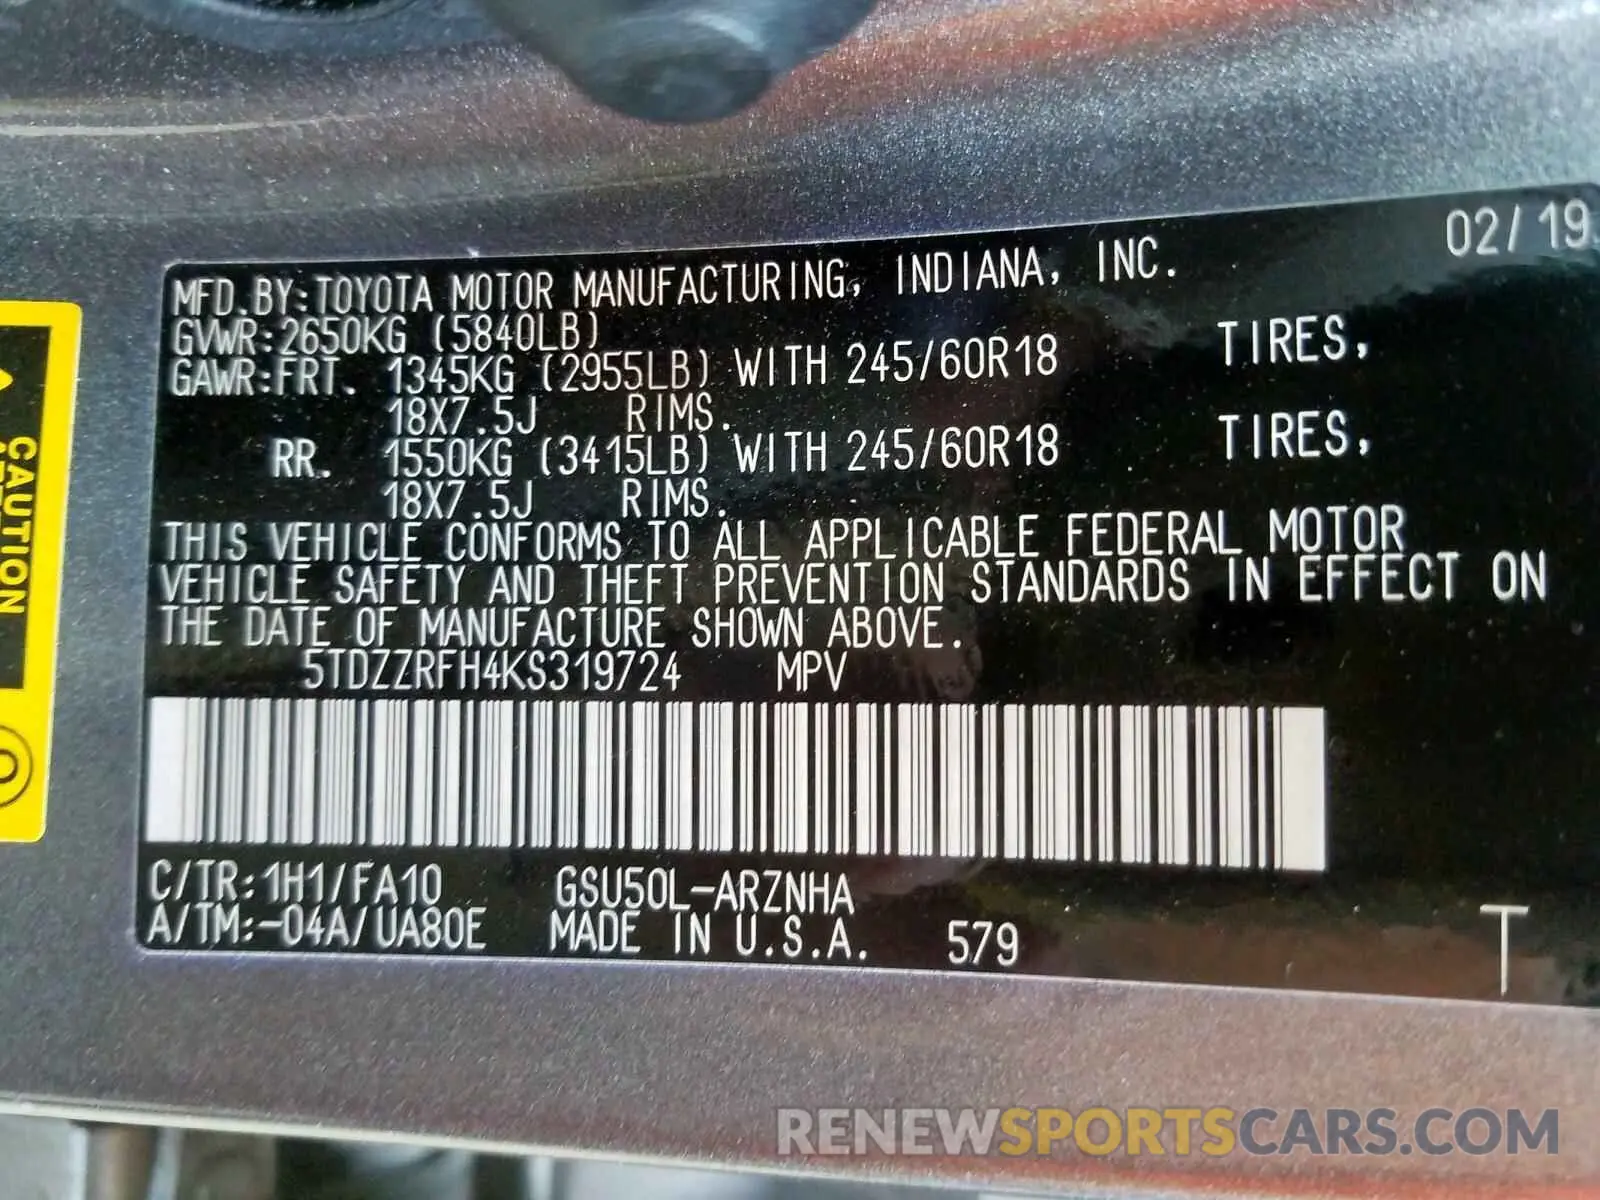 02/19
MFD.BY:TOYOTA MOTOR MANUFACTURING, INDIANA, INC.
GVWR:2650KG (5840LB)
GAWR:FRT. 1345KG (2955LB) WITH 245/60R18 TIRES,
18X7.5J RIMS.
RR. 1550KG (3415LB) WITH 245/60R18 TIRES,
18X7.5J RIMS.
THIS VEHICLE CONFORMS TO ALL APPLICABLE FEDERAL MOTOR
VEHICLE SAFETY AND THEFT PREVENTION STANDARDS IN EFFECT ON
THE DATE OF MANUFACTURE SHOWN ABOVE.
5TDZZRFH4KS319724 MPV
C/TR:1H1/FA10 GSU50L-ARZNHA
A/TM:-04A/UA80E MADE IN U.S.A. 579 T
CAUTION
RENEWSPORTSCARS.COM